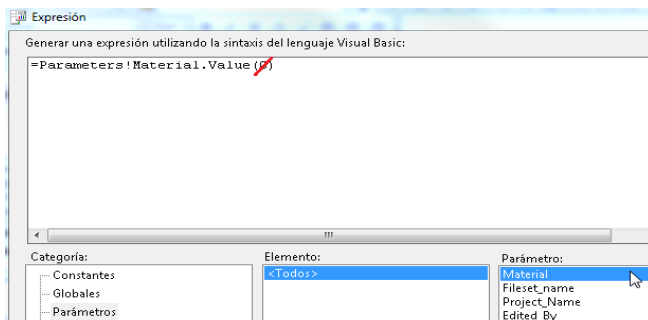 Expresión
Generar una expresión utilizando la sintaxis del lenguaje Visual Basic:
=Parameters!Material.Value(0)
Categoría:
Elemento:
Parámetro:
Constantes
<Todos>
Material
Globales
Fileset_name
Parámetros
Project_Name
Edited_By